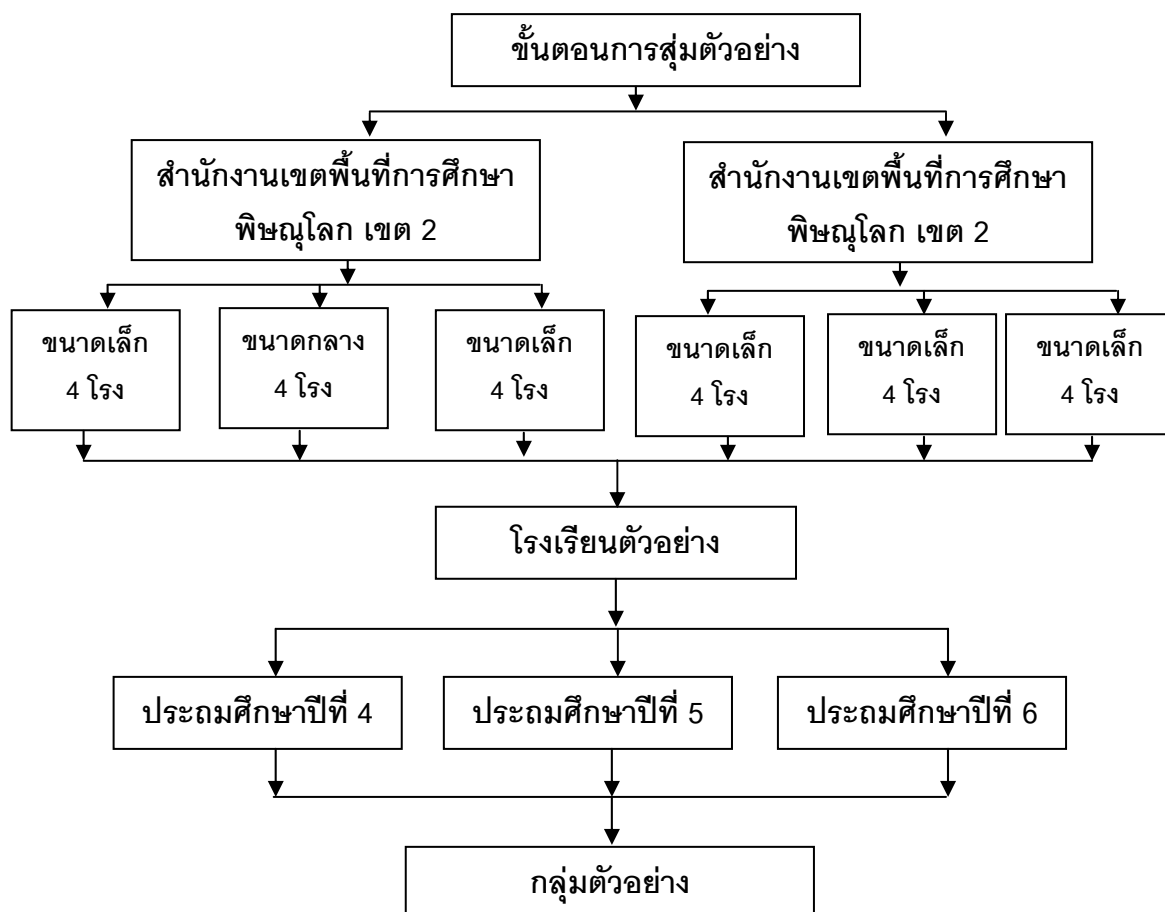 ขั้นตอนการสุ่มตัวอย่าง
สำนักงานเขตพื้นที่การศึกษา
พิษณุโลก เขต 2
สำนักงานเขตพื้นที่การศึกษา
พิษณุโลก เขต 2
ขนาดเล็ก
4 โรง
ขนาดกลาง
4 โรง
ขนาดเล็ก
4 โรง
ขนาดเล็ก
4 โรง
ขนาดเล็ก
4 โรง
ขนาดเล็ก
4 โรง
โรงเรียนตัวอย่าง
ประถมศึกษาปีที่ 4
ประถมศึกษาปีที่ 5
ประถมศึกษาปีที่ 6
กลุ่มตัวอย่าง